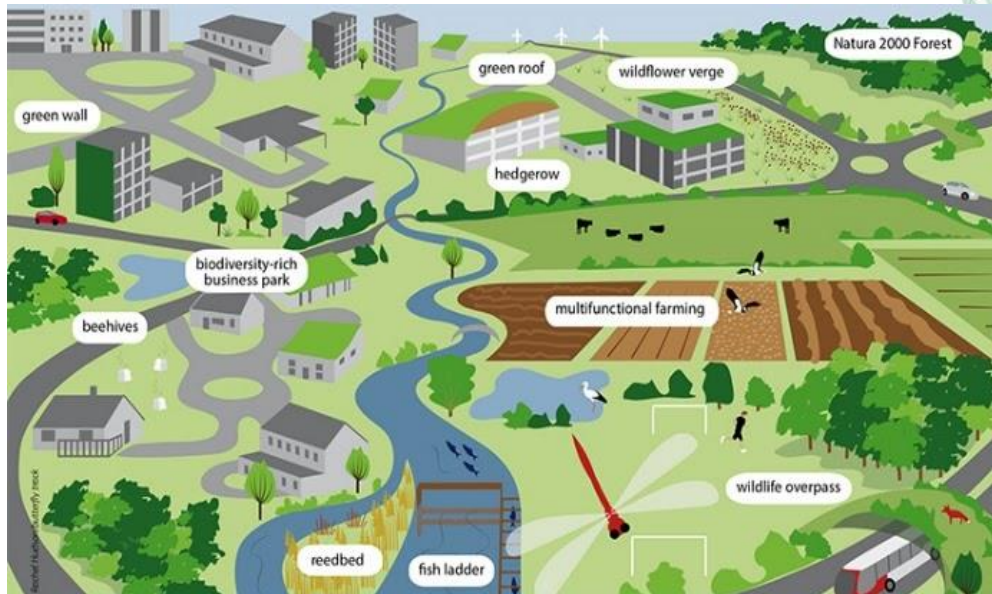 Natura 2000 Forest
green roof
wildflower verge
green wall
hedgerow
biodiversity-rich
business park
multifunctional farming
beehives
wildlife overpass
reedbed
fish ladder